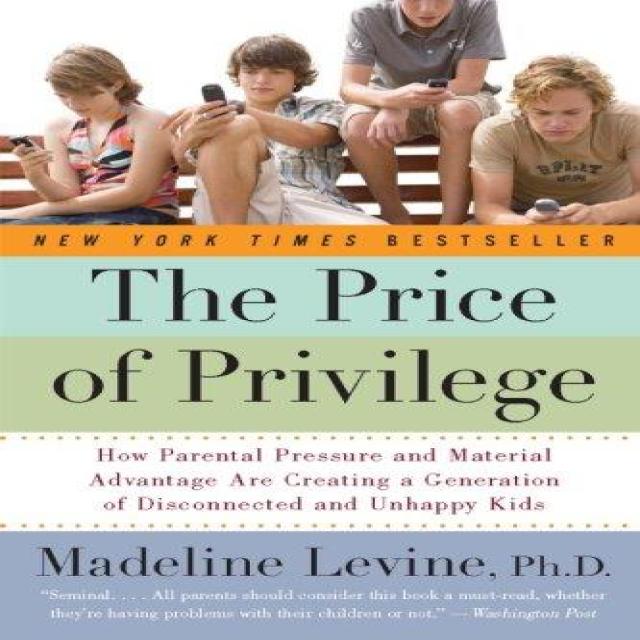 SPLIT
NEW YORK TIMES BESTSELLER
The Price
of Privilege
How Parental Pressure and Material
Advantage Are Creating a Generation
of Disconnected and Unhappy Kids
Madeline Levine, Ph.D.
“Seminal. . . . All parents should consider this book a must-read, whether
they’re having problems with their children or not.” —Washington Post